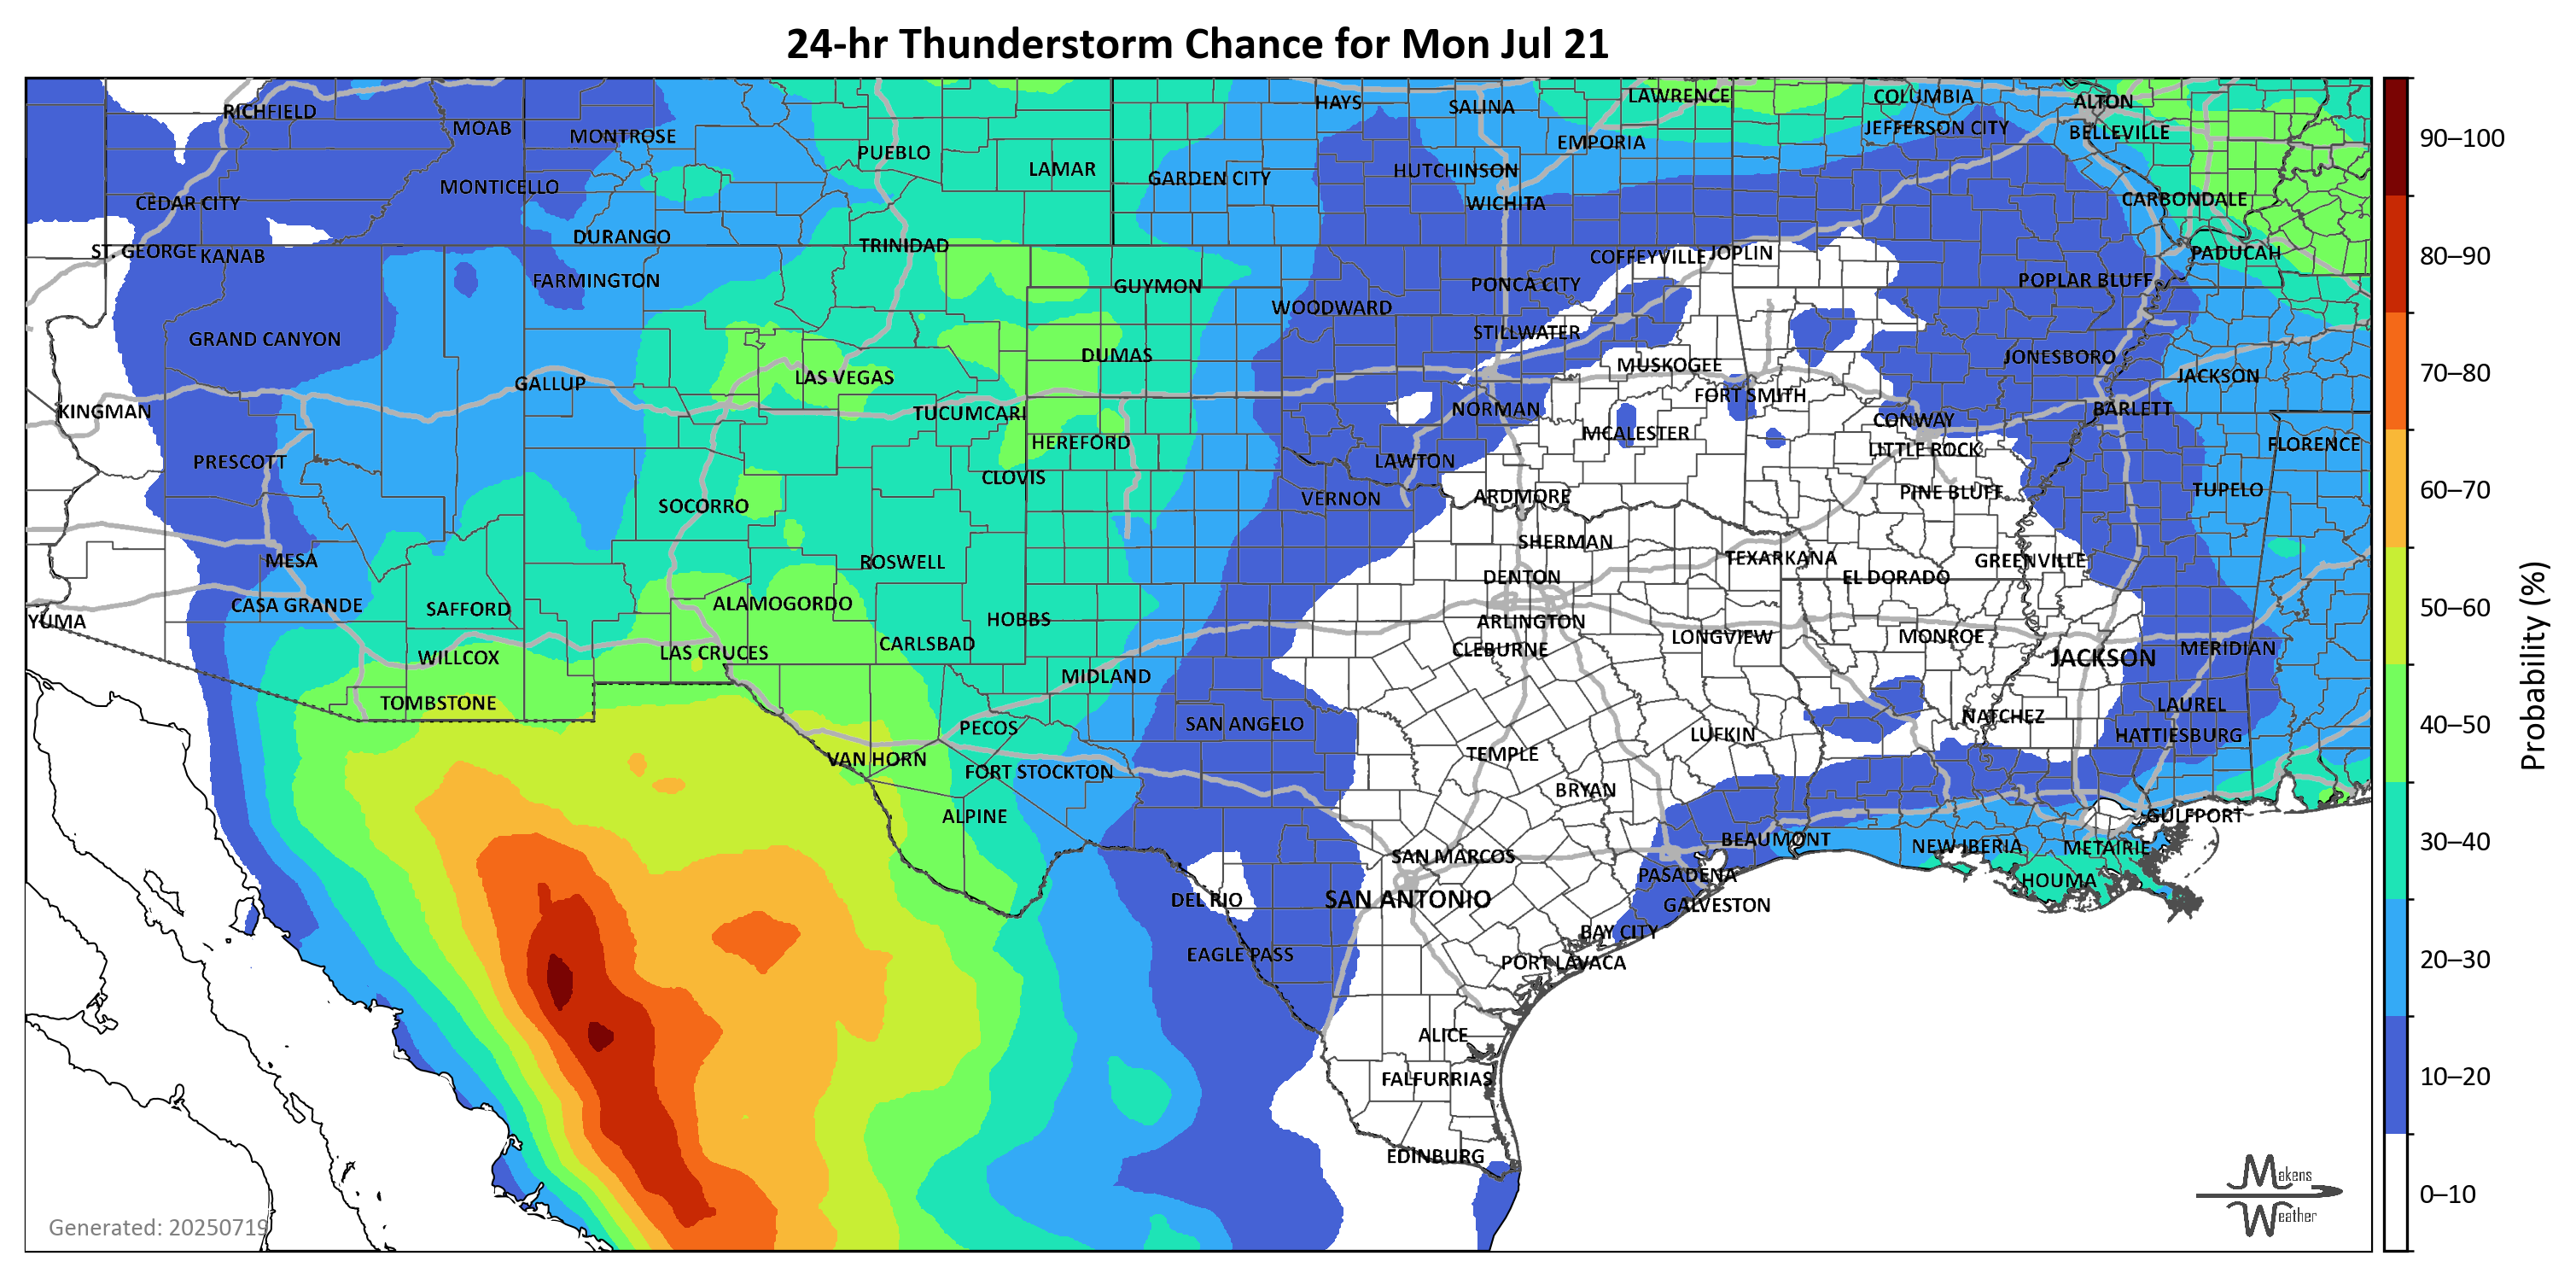 24-hr Thunderstorm Chance for Mon Jul 21
RICHFIELD
MOAB
MONTROSE
PUEBLO
LAMAR
HAYS
SALINA
LAWRENCE
COLUMBIA
ALTON
JEFFERSON CITY
BELLEVILLE
EMPORIA
90–100
CEDAR CITY
MONTICELLO
GARDEN CITY
HUTCHINSON
WICHITA
CARBONDALE
ST. GEORGE
KANAB
DURANGO
TRINIDAD
COFFEYVILLE
JOPLIN
PADUCAH
80–90
FARMINGTON
GUYMON
WOODWARD
PONCA CITY
POPLAR BLUFF
GRAND CANYON
DUMAS
STILLWATER
JONESBORO
GALLUP
LAS VEGAS
MUSKOGEE
JACKSON
70–80
KINGMAN
TUCUMCARI
NORMAN
FORT SMITH
CONWAY
BARLETT
PRESCOTT
HEREFORD
CLOVIS
LAWTON
MCALESTER
LITTLE ROCK
FLORENCE
SOCORRO
VERNON
ARDMORE
PINE BLUFF
TUPELO
60–70
MESA
ROSWELL
SHERMAN
TEXARKANA
GREENVILLE
YUMA
CASA GRANDE
SAFFORD
ALAMOGORDO
HOBBS
DENTON
ARLINGTON
EL DORADO
50–60
WILLCOX
LAS CRUCES
CARLSBAD
MIDLAND
CLEBURNE
LONGVIEW
MONROE
JACKSON
MERIDIAN
Probability (%)
TOMBSTONE
PECOS
SAN ANGELO
LUFKIN
NATCHEZ
LAUREL
HATTIESBURG
40–50
VAN HORN
FORT STOCKTON
TEMPLE
BRYAN
ALPINE
GULFPORT
30–40
SAN MARCOS
BEAUMONT
NEW IBERIA
METAIRIE
PASADENA
HOUMA
DEL RIO
SAN ANTONIO
GALVESTON
EAGLE PASS
BAY CITY
PORT LAVACA
20–30
ALICE
FALFURRIAS
10–20
EDINBURG
Makens
Weather
0–10
Generated: 20250719